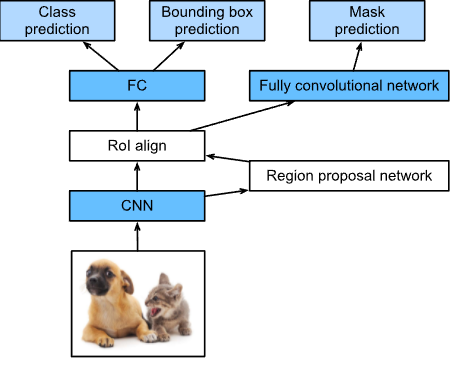 Class
prediction
Bounding box
prediction
Mask
prediction
FC
Fully convolutional network
RoI align
Region proposal network
CNN